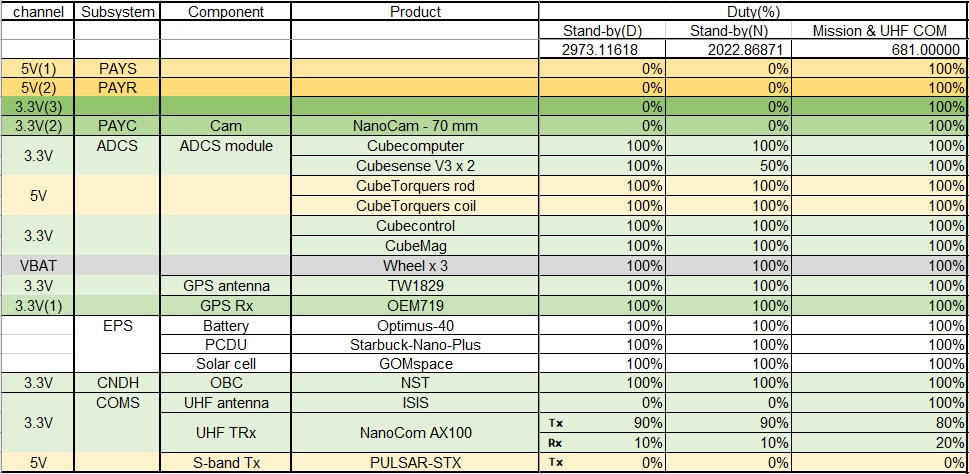 channel Subsystem Component Product Duty(%)
Stand-by(D) Stand-by(N) Mission & UHF COM
2973.11618 2022.86871 681.00000
5V(1) PAYS 0% 0% 100%
5V(2) PAYR 0% 0% 100%
3.3V(3) 0% 0% 100%
3.3V(2) PAYC Cam NanoCam - 70 mm 0% 0% 100%
3.3V ADCS ADCS module Cubecomputer 100% 100% 100%
Cubesense V3 x 2 100% 50% 100%
5V CubeTorquers rod 100% 100% 100%
CubeTorquers coil 100% 100% 100%
3.3V Cubecontrol 100% 100% 100%
CubeMag 100% 100% 100%
VBAT Wheel x 3 100% 100% 100%
3.3V GPS antenna TW1829 100% 100% 100%
3.3V(1) GPS Rx OEM719 100% 100% 100%
EPS Battery Optimus-40 100% 100% 100%
PCDU Starbuck-Nano-Plus 100% 100% 100%
Solar cell GOMspace 100% 100% 100%
3.3V CNDH OBC NST 100% 100% 100%
3.3V COMS UHF antenna ISIS 0% 0% 100%
UHF TRx NanoCom AX100 Tx 90% 90% 80%
Rx 10% 10% 20%
5V S-band Tx PULSAR-STX Tx 0% 0% 0%